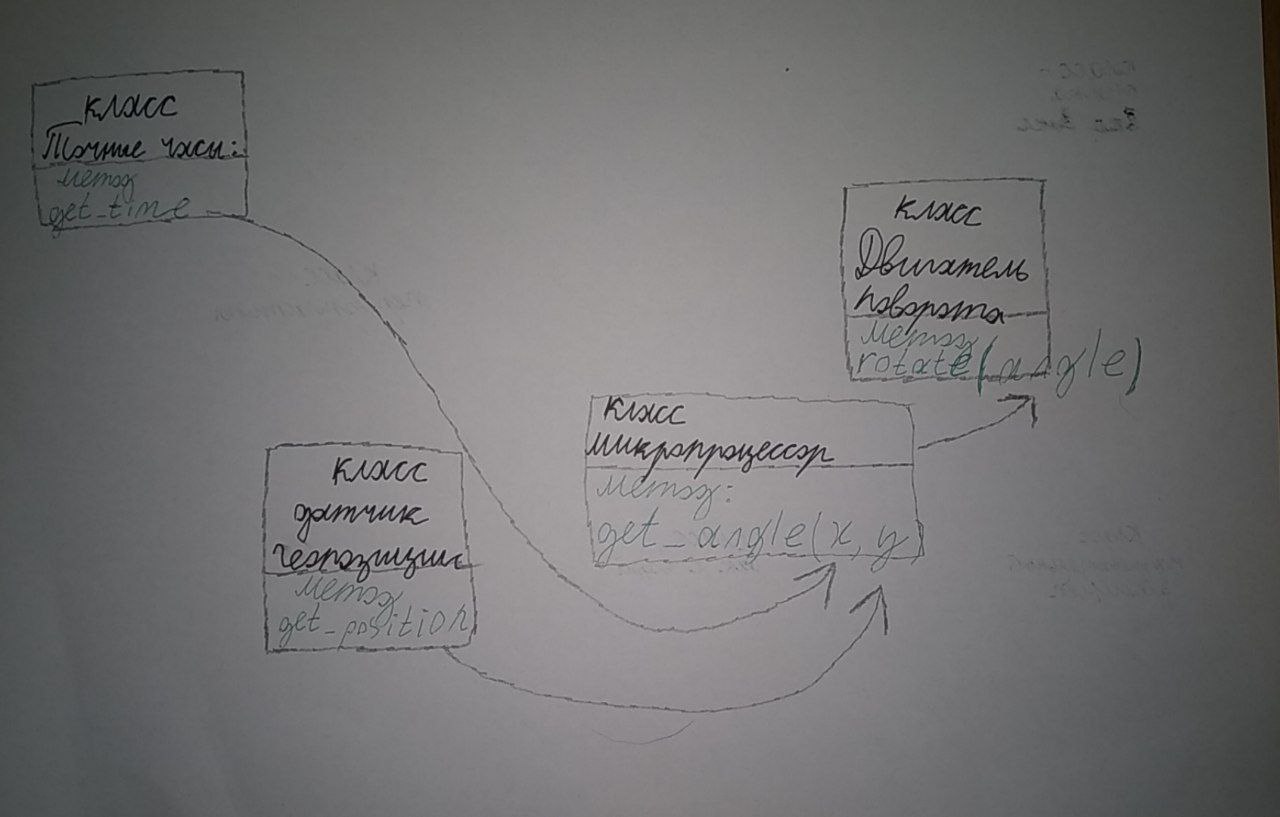 класс
Точные часы:
метод
get_time
класс
Двигатель
поворота
метод
rotate(angle)
класс
микропроцессор
метод:
get_angle(x, y)
класс
датчик
геопозиции
метод
get_position